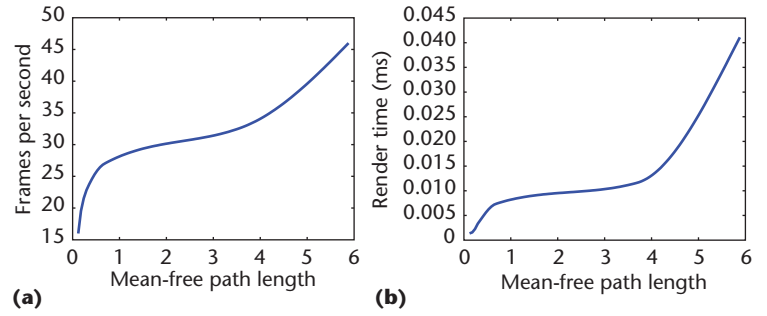 50
45
40
35
30
25
20
15
Frames per second
0 1 2 3 4 5 6
Mean-free path length
(a)
0.045
0.040
0.035
0.030
0.025
0.020
0.015
0.010
0.005
0
Render time (ms)
0 1 2 3 4 5 6
Mean-free path length
(b)